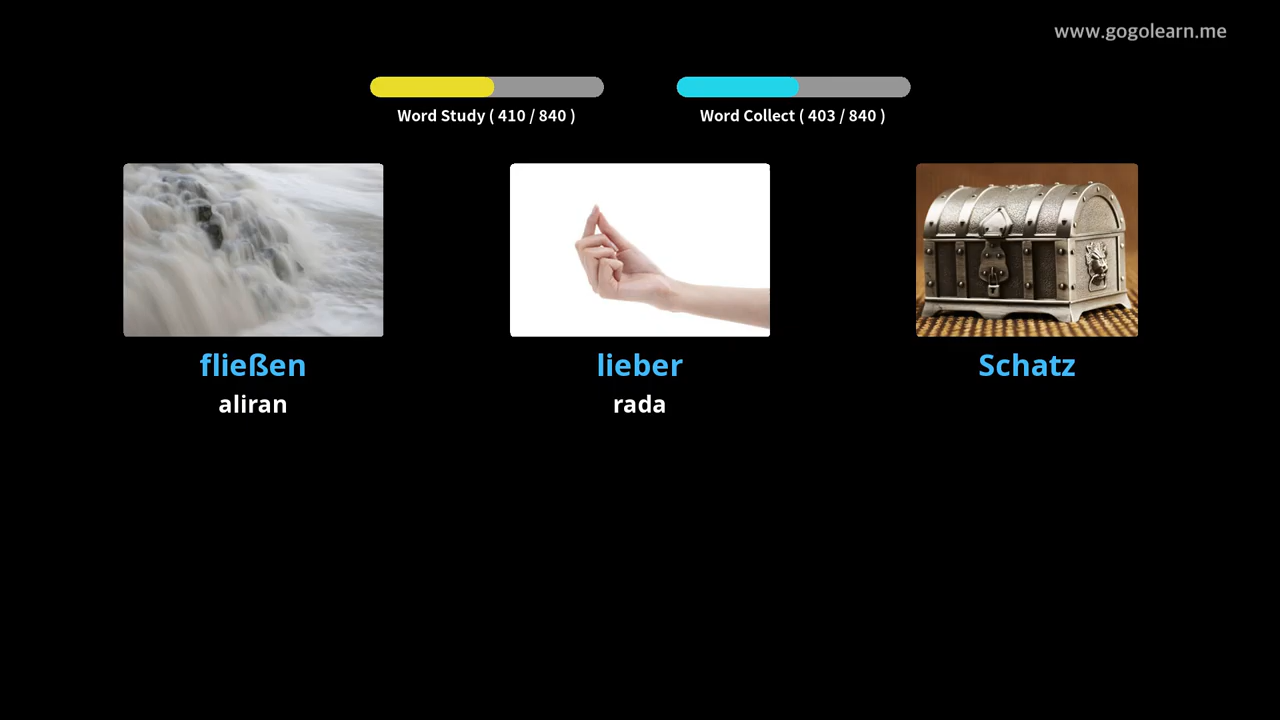 www.gogolearn.me
Word Study ( 410 / 840 )
Word Collect ( 403 / 840 )
fließen
lieber
Schatz
aliran
rada